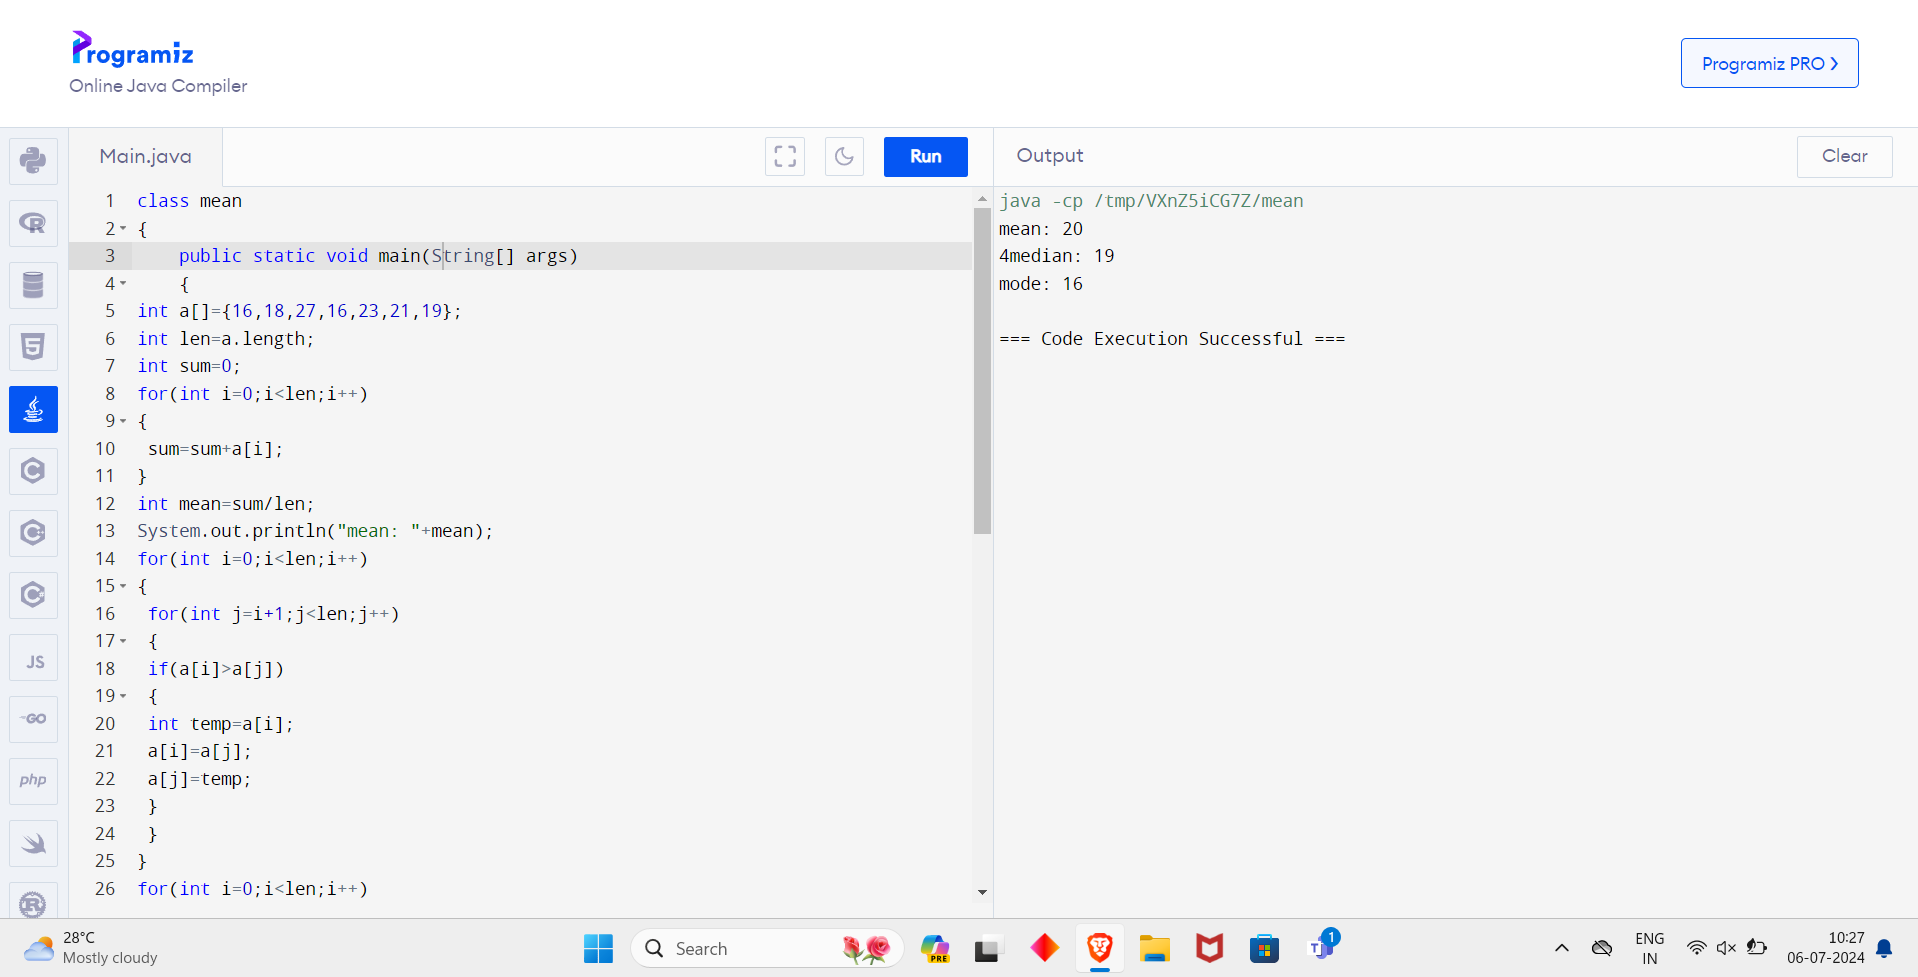 Programiz
Online Java Compiler
Programiz PRO >
Main.java
Run
Output
Clear
1 class mean
2 {
3 public static void main(String[] args)
4 {
5 int a[]={16,18,27,16,23,21,19};
6 int len=a.length;
7 int sum=0;
8 for(int i=0;i<len;i++)
9 {
10 sum=sum+a[i];
11 }
12 int mean=sum/len;
13 System.out.println("mean: "+mean);
14 for(int i=0;i<len;i++)
15 {
16 for(int j=i+1;j<len;j++)
17 {
18 if(a[i]>a[j])
19 {
20 int temp=a[i];
21 a[i]=a[j];
22 a[j]=temp;
23 }
24 }
25 }
26 for(int i=0;i<len;i++)
java -cp /tmp/VXnZ5iCG7Z/mean
mean: 20
4median: 19
mode: 16
=== Code Execution Successful ===
R
5
C
C
C
JS
GO
php
R
28°C
Mostly cloudy
Search
PRE
T
1
ENG
IN
10:27
06-07-2024